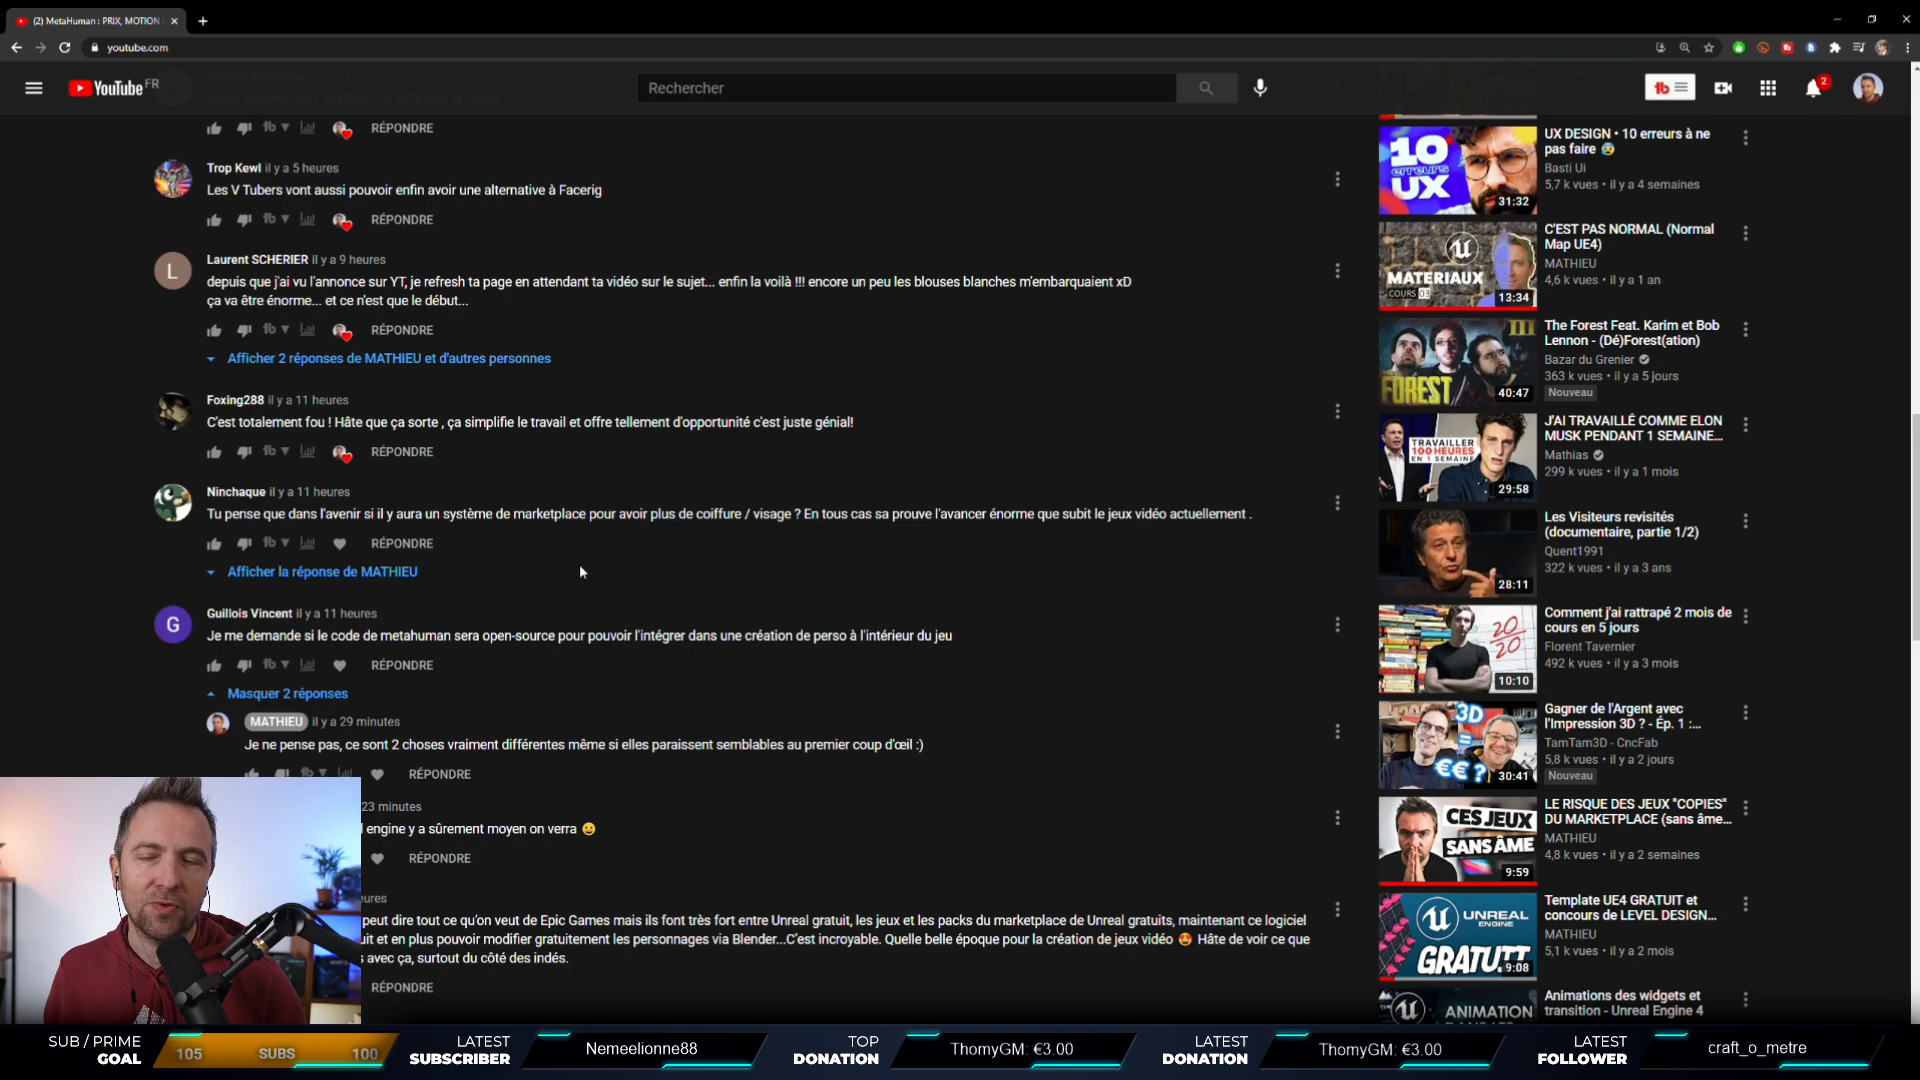 (2) MetaHuman : PRIX, MOTION
youtube.com
YouTube FR
Rechercher
2
RÉPONDRE
Trop Kewl il y a 5 heures
Les V Tubers vont aussi pouvoir enfin avoir une alternative à Facerig
RÉPONDRE
Laurent SCHERIER il y a 9 heures
depuis que j'ai vu l'annonce sur YT, je refresh ta page en attendant ta vidéo sur le sujet... enfin la voilà !!! encore un peu les blouses blanches m'embarquaient xD
ça va être énorme... et ce n'est que le début...
RÉPONDRE
Afficher 2 réponses de MATHIEU et d'autres personnes
Foxing288 il y a 11 heures
C'est totalement fou ! Hâte que ça sorte , ça simplifie le travail et offre tellement d'opportunité c'est juste génial!
RÉPONDRE
Ninchaque il y a 11 heures
Tu pense que dans l'avenir si il y aura un système de marketplace pour avoir plus de coiffure / visage ? En tous cas sa prouve l'avancer énorme que subit le jeux vidéo actuellement .
RÉPONDRE
Afficher la réponse de MATHIEU
L
G
Guillois Vincent il y a 11 heures
Je me demande si le code de metahuman sera open-source pour pouvoir l'intégrer dans une création de perso à l'intérieur du jeu
RÉPONDRE
Masquer 2 réponses
MATHIEU il y a 29 minutes
Je ne pense pas, ce sont 2 choses vraiment différentes même si elles paraissent semblables au premier coup d'œil :)
RÉPONDRE
23 minutes
engine y a sûrement moyen on verra 😄
RÉPONDRE
eures
peut dire tout ce qu'on veut de Epic Games mais ils font très fort entre Unreal gratuit, les jeux et les packs du marketplace de Unreal gratuits, maintenant ce logiciel
uit et en plus pouvoir modifier gratuitement les personnages via Blender...C'est incroyable. Quelle belle époque pour la création de jeux vidéo 🤩 Hâte de voir ce que
avec ça, surtout du côté des indés.
RÉPONDRE
10
erreurs
UX
31:32
UX DESIGN • 10 erreurs à ne
pas faire 😰
Basti Ui
5,7 k vues • il y a 4 semaines
MATERIAUX
COURS 03
13:34
C'EST PAS NORMAL (Normal
Map UE4)
MATHIEU
4,6 k vues • il y a 1 an
III
FOREST
40:47
The Forest Feat. Karim et Bob
Lennon - (Dé)Forest(ation)
Bazar du Grenier
363 k vues • il y a 5 jours
Nouveau
TRAVAILLER
100 HEURES
EN 1 SEMAINE
29:58
J'AI TRAVAILLÉ COMME ELON
MUSK PENDANT 1 SEMAINE...
Mathias
299 k vues • il y a 1 mois
28:11
Les Visiteurs revisités
(documentaire, partie 1/2)
Quent1991
322 k vues • il y a 3 ans
20
20
10:10
Comment j'ai rattrapé 2 mois de
cours en 5 jours
Florent Tavernier
492 k vues • il y a 3 mois
3D
=
€€ ?
30:41
Gagner de l'Argent avec
l'Impression 3D ? - Ép. 1 :...
TamTam3D - CncFab
5,8 k vues • il y a 2 jours
Nouveau
CES JEUX
SANS ÂME
9:59
LE RISQUE DES JEUX "COPIES"
DU MARKETPLACE (sans âme...
MATHIEU
4,8 k vues • il y a 2 semaines
UNREAL
ENGINE
GRATUIT
9:08
Template UE4 GRATUIT et
concours de LEVEL DESIGN...
MATHIEU
5,1 k vues • il y a 2 mois
ANIMATION
Animations des widgets et
transition - Unreal Engine 4
SUB / PRIME
GOAL
105 SUBS 100
LATEST
SUBSCRIBER
Nemeelionne88
TOP
DONATION
ThomyGM: €3.00
LATEST
DONATION
ThomyGM: €3.00
LATEST
FOLLOWER
craft_o_metre